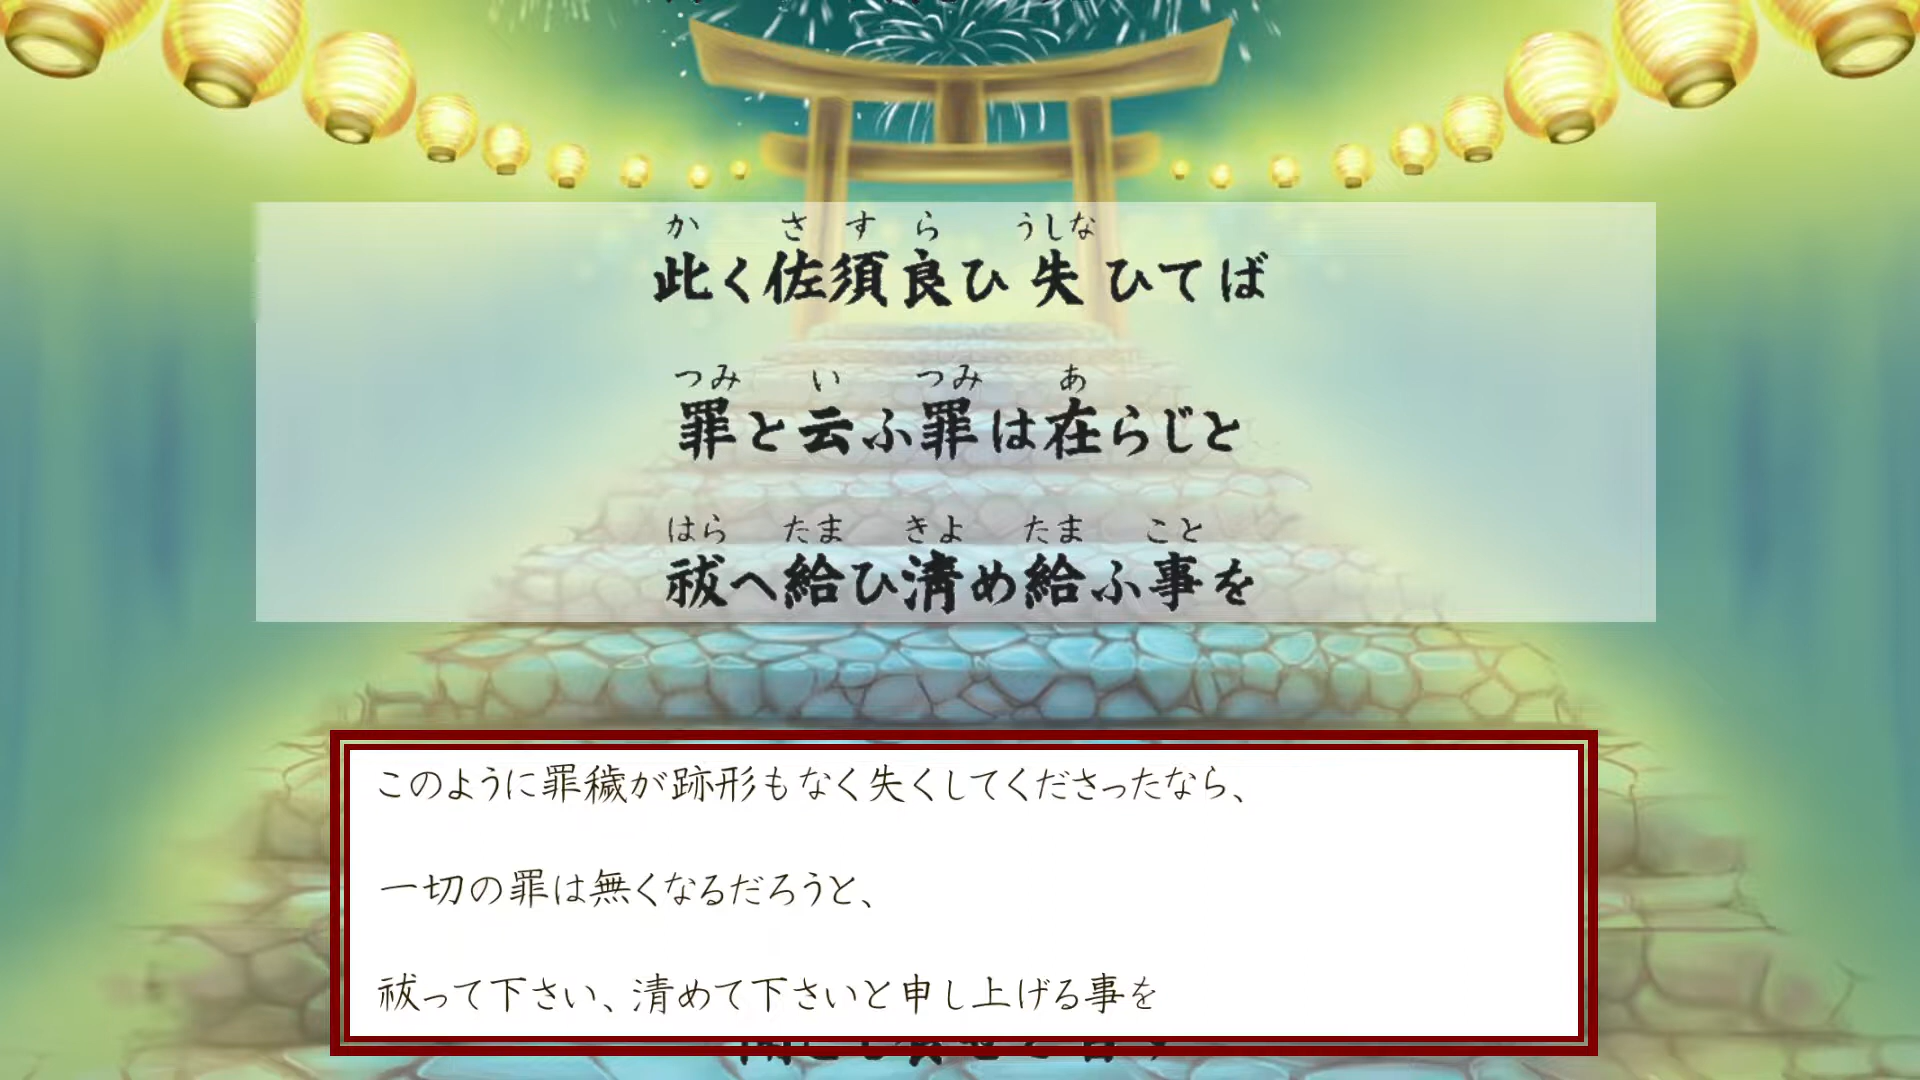 か さ す ら うしな
此く佐須良ひ失ひてば
つみ い つみ あ
罪と云ふ罪は在らじと
はら たま きよ たま こと
祓へ給ひ清め給ふ事を
このように罪穢が跡形もなく失くしてくださったなら、
一切の罪は無くなるだろうと、
祓って下さい、清めて下さいと申し上げる事を